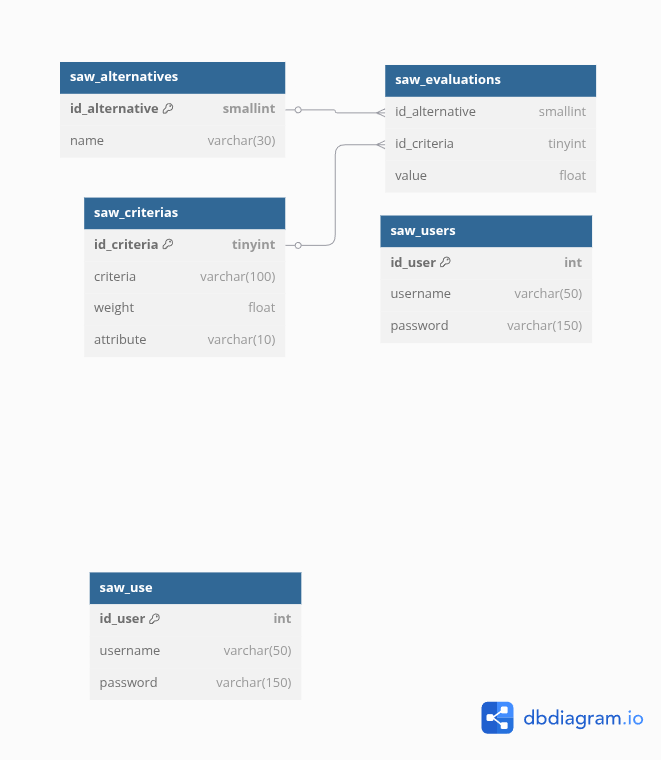 saw_alternatives
id_alternative smallint
name varchar(30)
saw_evaluations
id_alternative smallint
id_criteria tinyint
value float
saw_criterias
id_criteria tinyint
criteria varchar(100)
weight float
attribute varchar(10)
saw_users
id_user int
username varchar(50)
password varchar(150)
saw_use
id_user int
username varchar(50)
password varchar(150)
dbdiagram.io